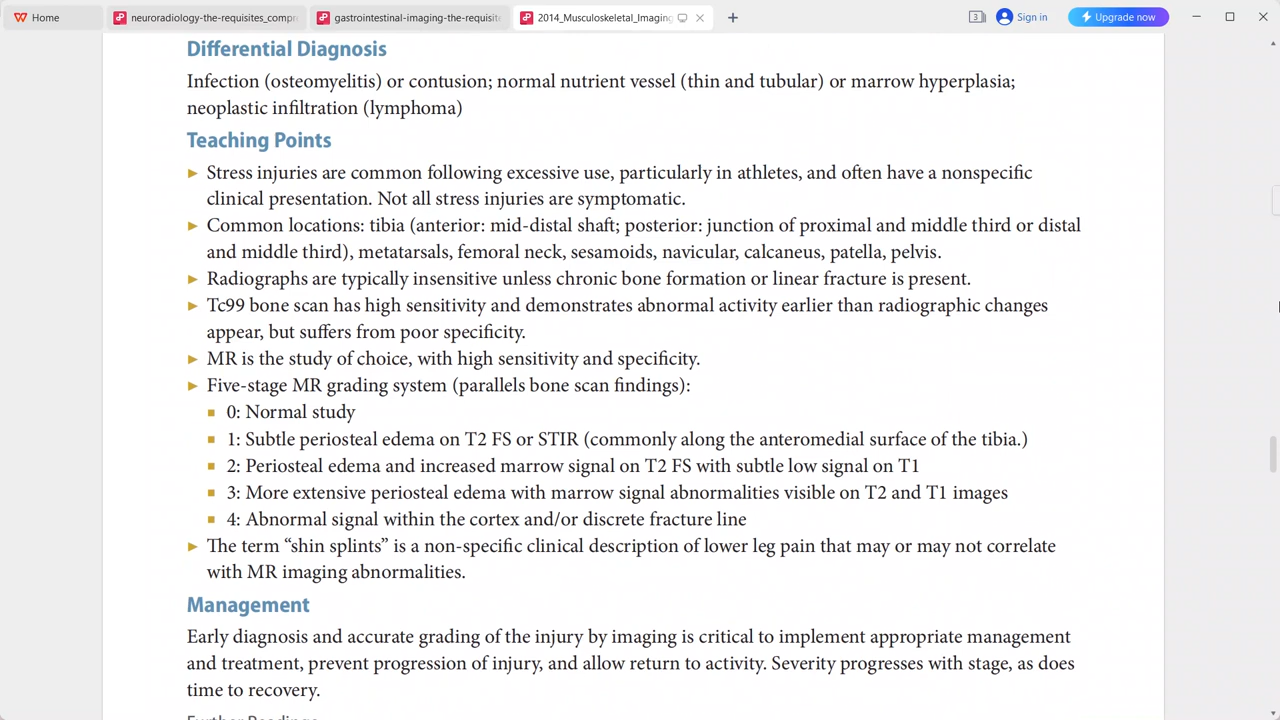 Home
neuroradiology-the-requisites_compr
gastrointestinal-imaging-the-requisite
2014_Musculoskeletal_Imaging
3
Sign in
Upgrade now
Differential Diagnosis
Infection (osteomyelitis) or contusion; normal nutrient vessel (thin and tubular) or marrow hyperplasia;
neoplastic infiltration (lymphoma)
Teaching Points
► Stress injuries are common following excessive use, particularly in athletes, and often have a nonspecific
clinical presentation. Not all stress injuries are symptomatic.
► Common locations: tibia (anterior: mid-distal shaft; posterior: junction of proximal and middle third or distal
and middle third), metatarsals, femoral neck, sesamoids, navicular, calcaneus, patella, pelvis.
► Radiographs are typically insensitive unless chronic bone formation or linear fracture is present.
► Tc99 bone scan has high sensitivity and demonstrates abnormal activity earlier than radiographic changes
appear, but suffers from poor specificity.
► MR is the study of choice, with high sensitivity and specificity.
► Five-stage MR grading system (parallels bone scan findings):
■ 0: Normal study
■ 1: Subtle periosteal edema on T2 FS or STIR (commonly along the anteromedial surface of the tibia.)
■ 2: Periosteal edema and increased marrow signal on T2 FS with subtle low signal on T1
■ 3: More extensive periosteal edema with marrow signal abnormalities visible on T2 and T1 images
■ 4: Abnormal signal within the cortex and/or discrete fracture line
► The term “shin splints” is a non-specific clinical description of lower leg pain that may or may not correlate
with MR imaging abnormalities.
Management
Early diagnosis and accurate grading of the injury by imaging is critical to implement appropriate management
and treatment, prevent progression of injury, and allow return to activity. Severity progresses with stage, as does
time to recovery.
Further Readings